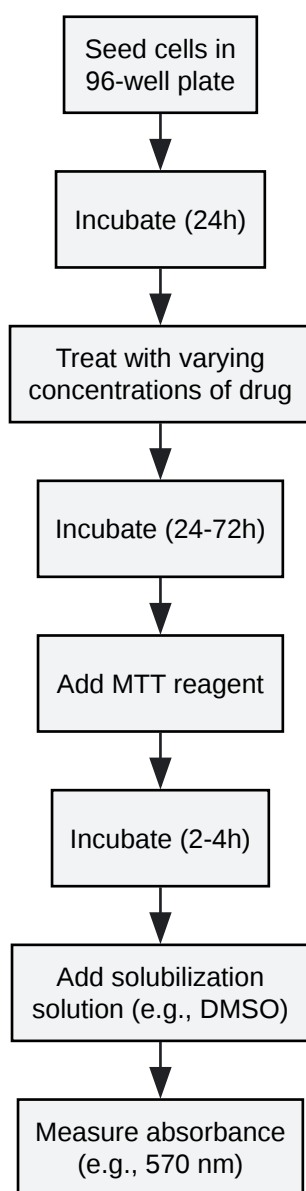 Seed cells in
96-well plate
Incubate (24h)
Treat with varying
concentrations of drug
Incubate (24-72h)
Add MTT reagent
Incubate (2-4h)
Add solubilization
solution (e.g., DMSO)
Measure absorbance
(e.g., 570 nm)